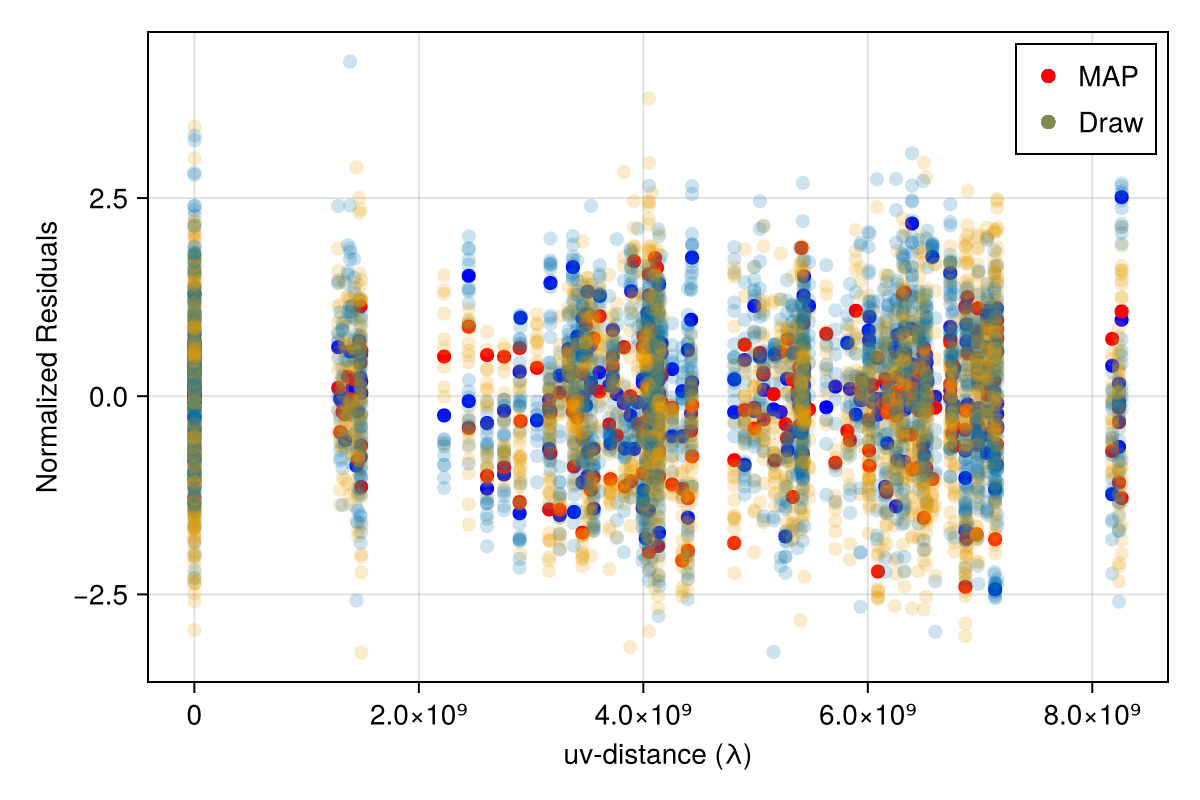 MAP
Draw
Normalized Residuals
2.5
0.0
−2.5
0
2.0×10⁹
4.0×10⁹
6.0×10⁹
8.0×10⁹
uv-distance (λ)